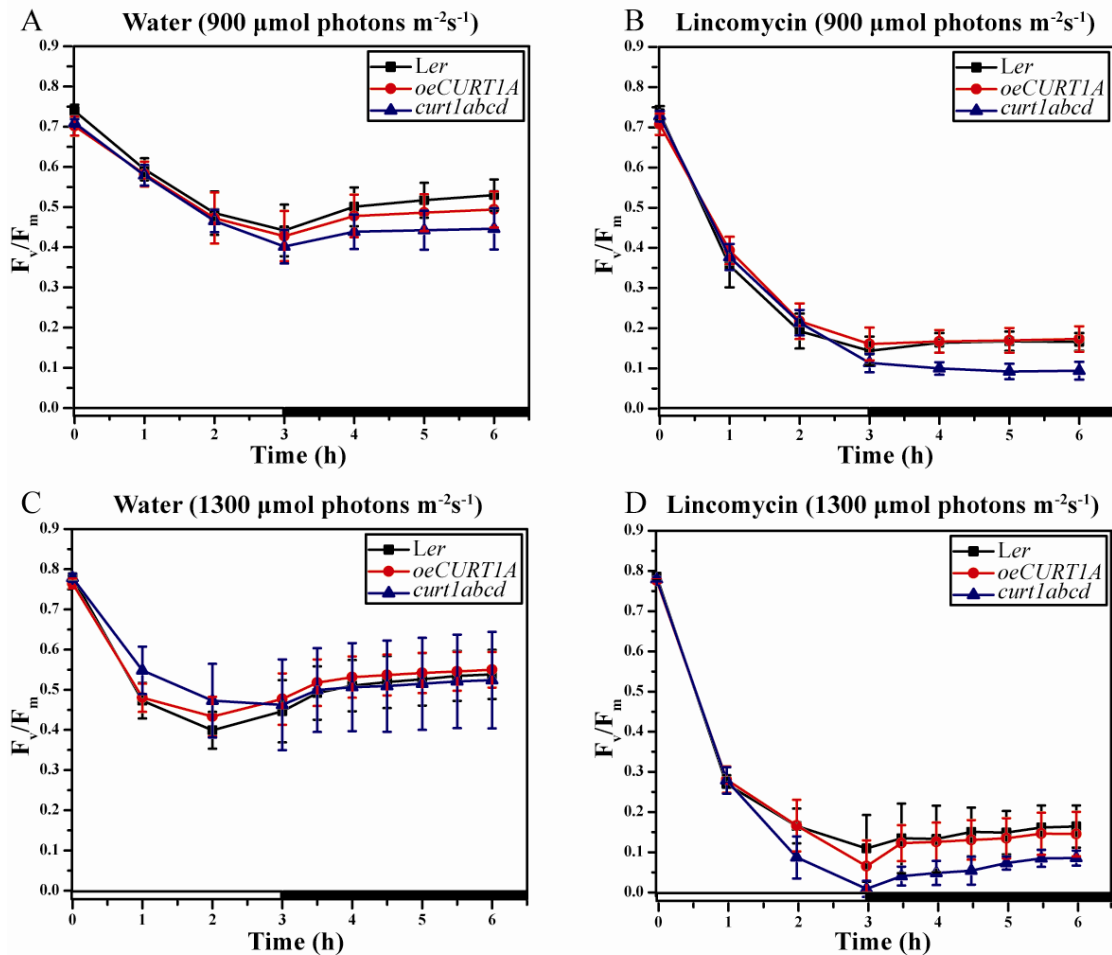 A Water (900 µmol photons m⁻²s⁻¹)
0.9
0.8
0.7
0.6
0.5
0.4
0.3
0.2
0.1
0.0
Fv/Fm
Ler
oeCURT1A
curt1abcd
0 1 2 3 4 5 6
Time (h)
B Lincomycin (900 µmol photons m⁻²s⁻¹)
0.9
0.8
0.7
0.6
0.5
0.4
0.3
0.2
0.1
0.0
Fv/Fm
Ler
oeCURT1A
curt1abcd
0 1 2 3 4 5 6
Time (h)
C Water (1300 µmol photons m⁻²s⁻¹)
0.9
0.8
0.7
0.6
0.5
0.4
0.3
0.2
0.1
0.0
Fv/Fm
Ler
oeCURT1A
curt1abcd
0 1 2 3 4 5 6
Time (h)
D Lincomycin (1300 µmol photons m⁻²s⁻¹)
0.9
0.8
0.7
0.6
0.5
0.4
0.3
0.2
0.1
0.0
Fv/Fm
Ler
oeCURT1A
curt1abcd
0 1 2 3 4 5 6
Time (h)